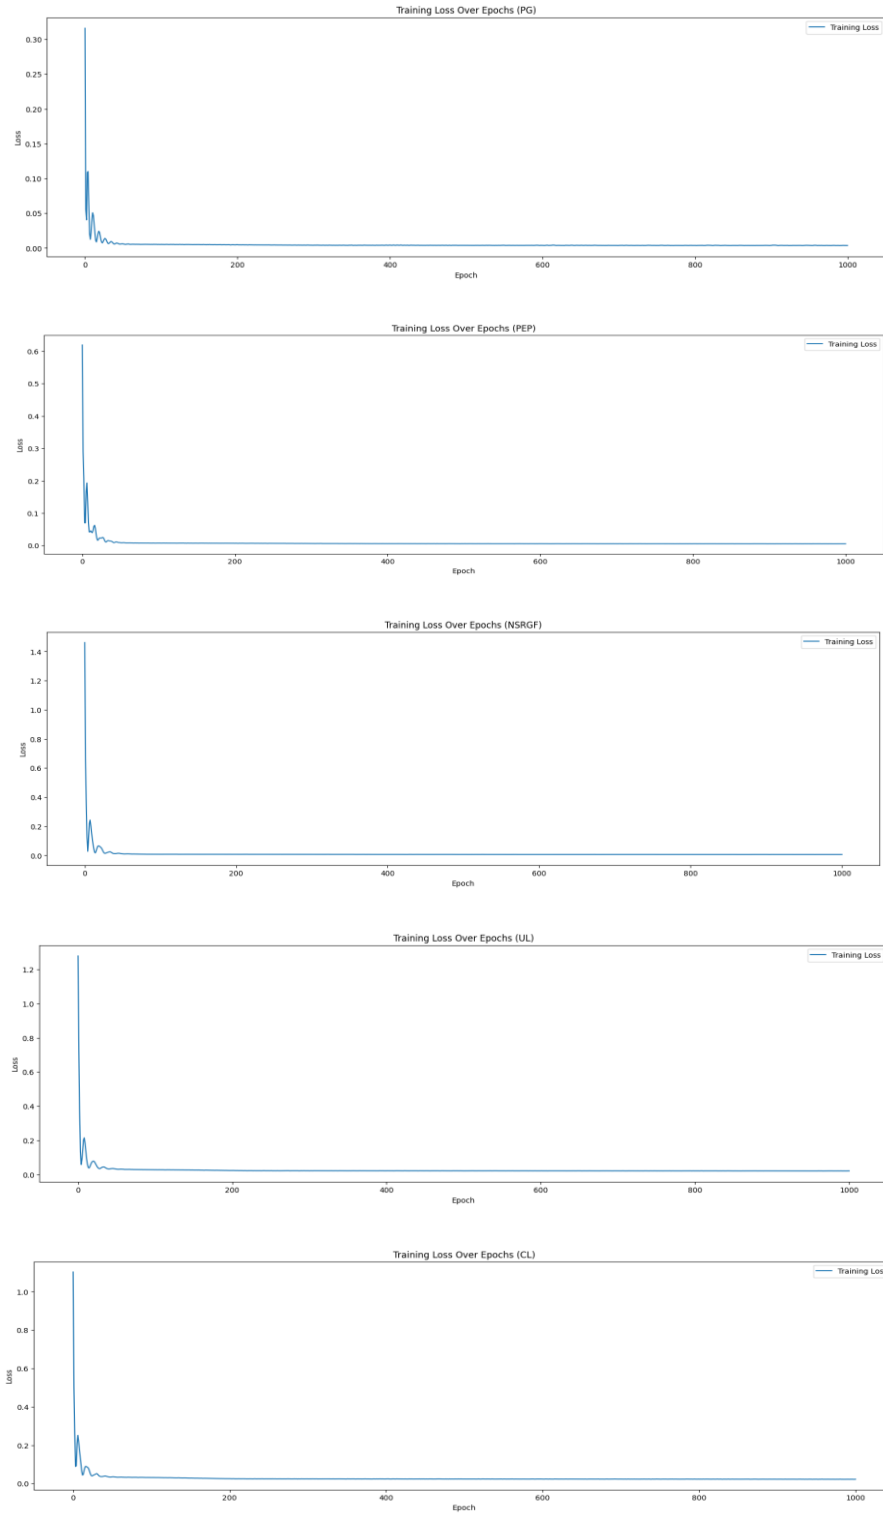 Training Loss Over Epochs (PG)
Training Loss
0.30
0.25
0.20
0.15
0.10
0.05
0.00
Loss
0 200 400 600 800 1000
Epoch
Training Loss Over Epochs (PEP)
Training Loss
0.6
0.5
0.4
0.3
0.2
0.1
0.0
Loss
0 200 400 600 800 1000
Epoch
Training Loss Over Epochs (NSRGF)
Training Loss
1.4
1.2
1.0
0.8
0.6
0.4
0.2
0.0
Loss
0 200 400 600 800 1000
Epoch
Training Loss Over Epochs (UL)
Training Loss
1.2
1.0
0.8
0.6
0.4
0.2
0.0
Loss
0 200 400 600 800 1000
Epoch
Training Loss Over Epochs (CL)
Training Los
1.0
0.8
0.6
0.4
0.2
0.0
Loss
0 200 400 600 800 1000
Epoch